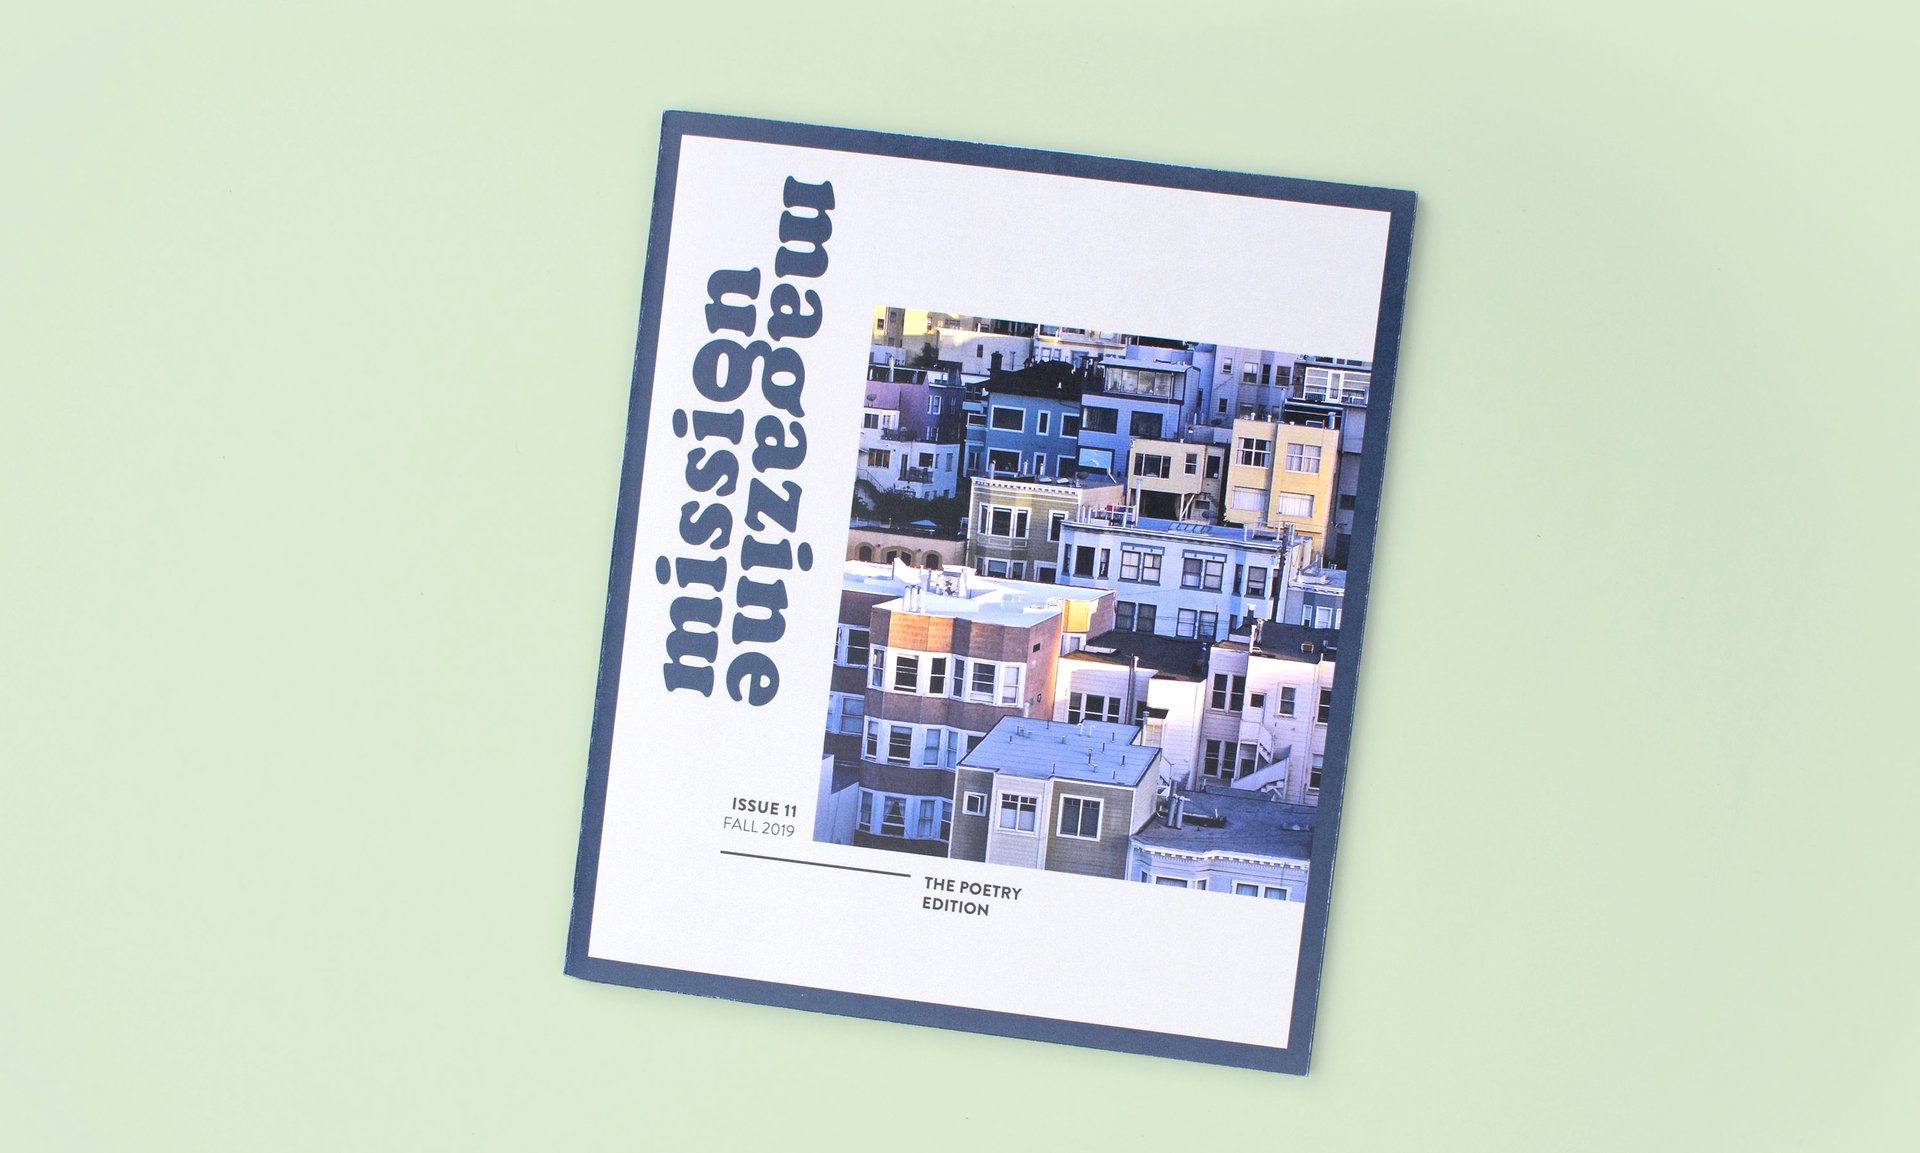 mission
magazine
ISSUE 11
FALL 2019
THE POETRY
EDITION